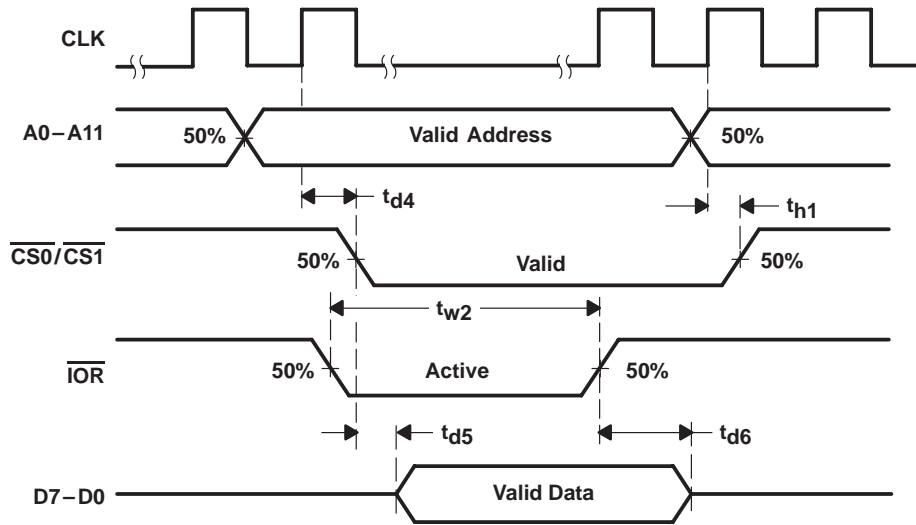 CLK
A0–A11
50%
Valid Address
50%
td4
th1
CS0/CS1
50%
Valid
50%
tw2
IOR
50%
Active
50%
td5
td6
D7–D0
Valid Data